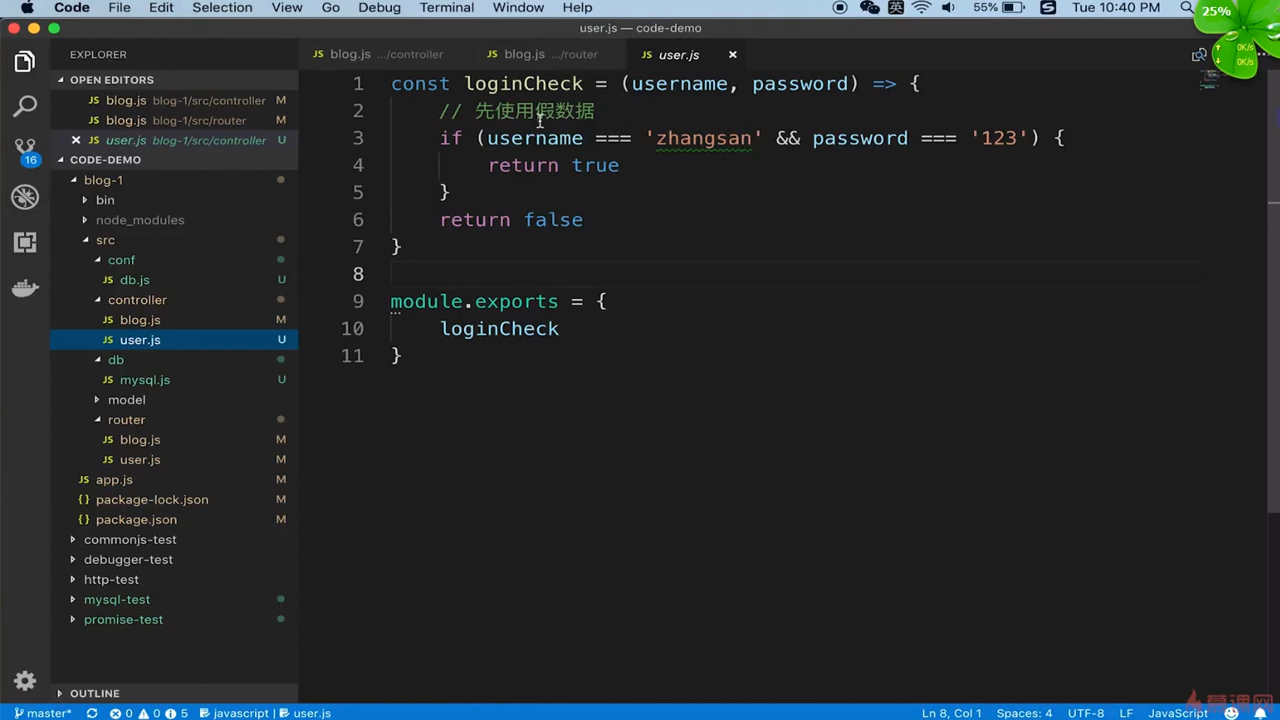 Code File Edit Selection View Go Debug Terminal Window Help 英 55% Tue 10:40 PM
25%
user.js — code-demo
0K/s
0K/s
EXPLORER
blog.js .../controller
blog.js .../router
user.js
OPEN EDITORS
blog.js blog-1/src/controller M
blog.js blog-1/src/router M
user.js blog-1/src/controller U
16
CODE-DEMO
blog-1
bin
node_modules
src
conf
db.js U
controller
blog.js M
user.js U
db
mysql.js U
model
router
blog.js M
user.js M
app.js M
package-lock.json M
package.json M
commonjs-test
debugger-test
http-test
mysql-test
promise-test
OUTLINE
1 const loginCheck = (username, password) => {
2 // 先使用假数据
3 if (username === 'zhangsan' && password === '123') {
4 return true
5 }
6 return false
7 }
8
9 module.exports = {
10 loginCheck
11 }
慕课网
master* 0 0 5 javascript | user.js Ln 8, Col 1 Spaces: 4 UTF-8 LF JavaScript